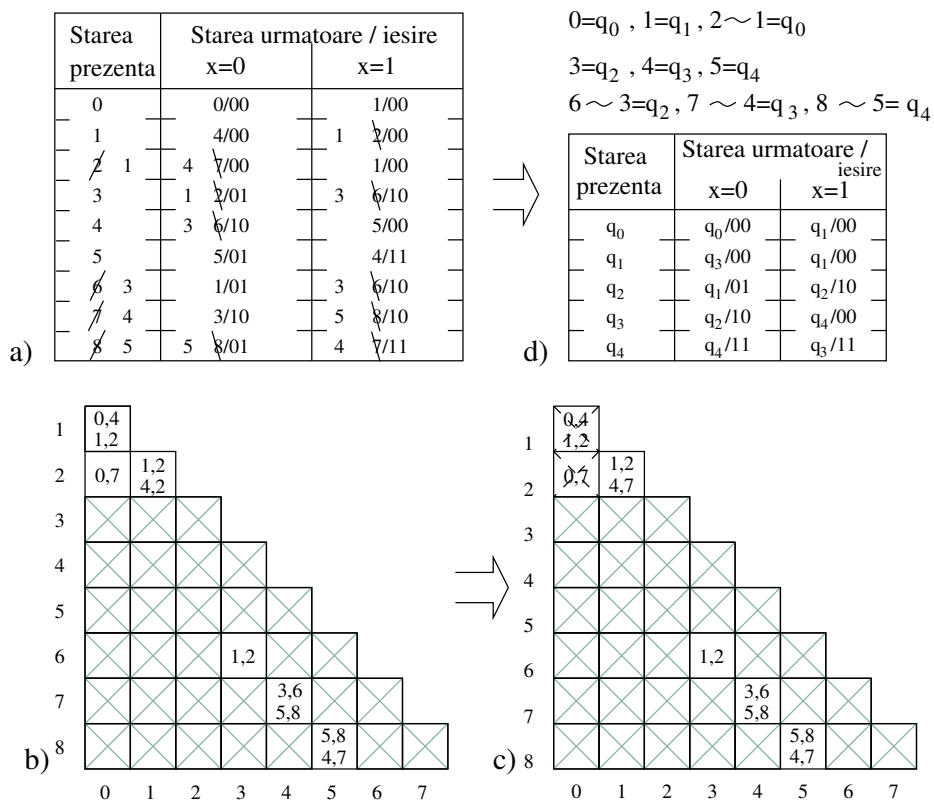 Starea prezenta
Starea urmatoare / iesire
x=0 x=1
0 0/00 1/00
1 4/00 1 2/00
2 1 4 7/00 1/00
3 1 2/01 3 6/10
4 3 6/10 5/00
5 5/01 4/11
6 3 1/01 3 6/10
7 4 3/10 5 8/10
8 5 5 8/01 4 7/11
a)
0=q0 , 1=q1 , 2∼1=q0
3=q2 , 4=q3 , 5=q4
6∼3=q2 , 7∼4=q3 , 8∼5= q4
Starea prezenta
Starea urmatoare / iesire
x=0 x=1
q0 q0/00 q1/00
q1 q3/00 q1/00
q2 q1/01 q2/10
q3 q2/10 q4/00
q4 q4/11 q3/11
d)
1 0,4
1,2
2 0,7 1,2
4,2
3
4
5
6 1,2
7 3,6
5,8
8 5,8
4,7
b)
0 1 2 3 4 5 6 7
1 0,4
1,2
2 0,7 1,2
4,7
3
4
5
6 1,2
7 3,6
5,8
8 5,8
4,7
c)
0 1 2 3 4 5 6 7